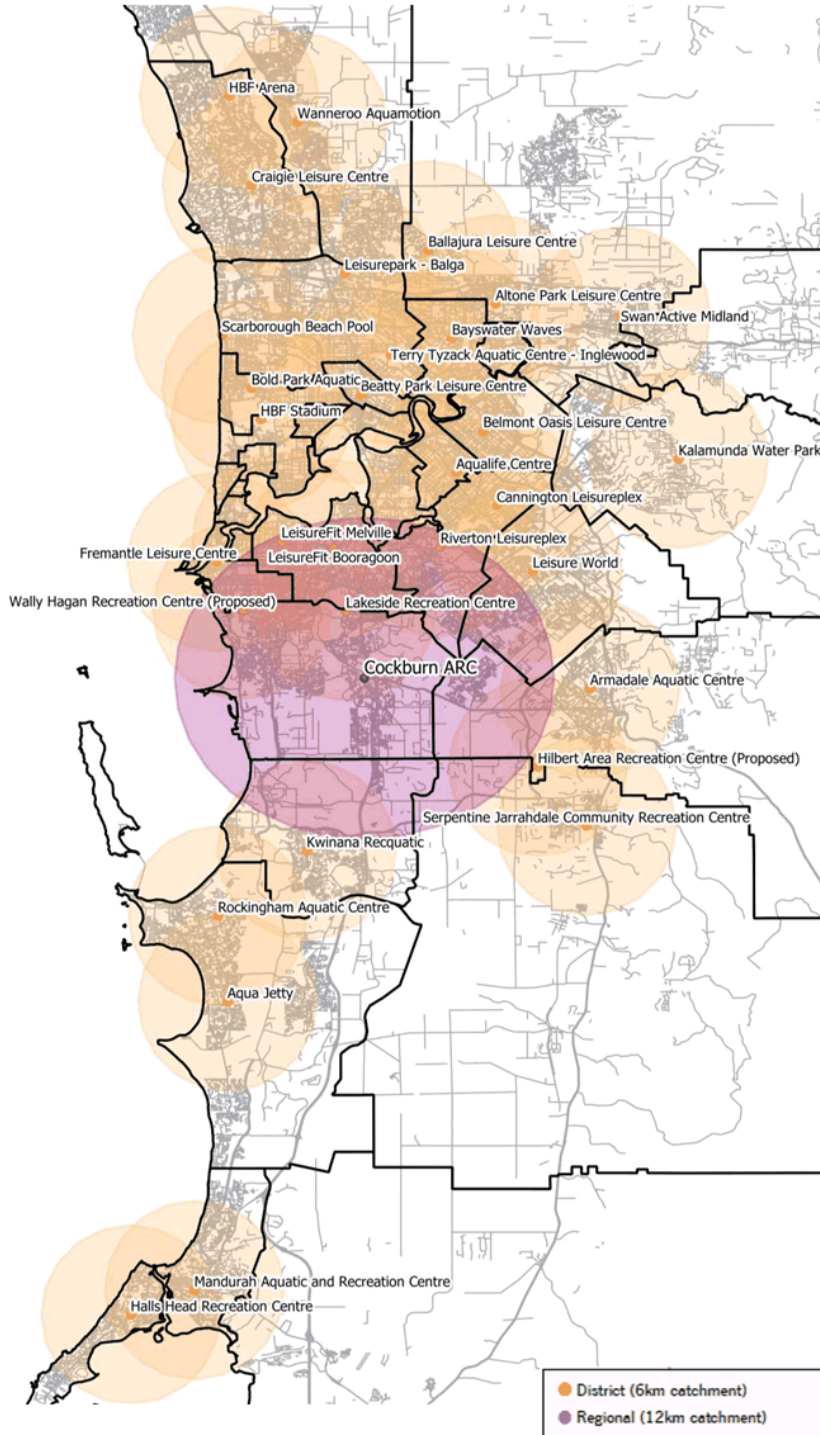 HBF Arena
Wanneroo Aquamotion
Craigie Leisure Centre
Ballajura Leisure Centre
Leisurepark - Balga
Altone Park Leisure Centre
Swan Active Midland
Scarborough Beach Pool
Bayswater Waves
Terry Tyzack Aquatic Centre - Inglewood
Bold Park Aquatic
Beatty Park Leisure Centre
HBF Stadium
Belmont Oasis Leisure Centre
Kalamunda Water Park
Aqualife Centre
Cannington Leisureplex
LeisureFit Melville
Riverton Leisureplex
Fremantle Leisure Centre
LeisureFit Booragoon
Leisure World
Wally Hagan Recreation Centre (Proposed)
Lakeside Recreation Centre
Cockburn ARC
Armadale Aquatic Centre
Hilbert Area Recreation Centre (Proposed)
Serpentine Jarrahdale Community Recreation Centre
Kwinana Recquatic
Rockingham Aquatic Centre
Aqua Jetty
Mandurah Aquatic and Recreation Centre
Halls Head Recreation Centre
District (6km catchment)
Regional (12km catchment)